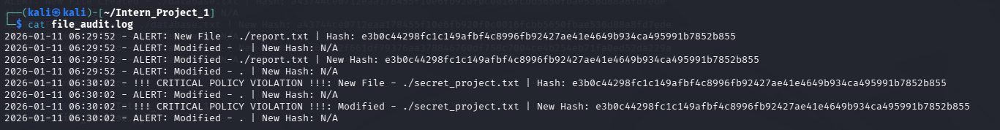 ┌──(kali㉿kali)-[~/Intern_Project_1]
└─$ cat file_audit.log
2026-01-11 06:29:52 - ALERT: New File - ./report.txt | Hash: e3b0c44298fc1c149afbf4c8996fb92427ae41e4649b934ca495991b7852b855
2026-01-11 06:29:52 - ALERT: Modified - . | New Hash: N/A
2026-01-11 06:29:52 - ALERT: Modified - ./report.txt | New Hash: e3b0c44298fc1c149afbf4c8996fb92427ae41e4649b934ca495991b7852b855
2026-01-11 06:29:52 - ALERT: Modified - . | New Hash: N/A
2026-01-11 06:30:02 - !!! CRITICAL POLICY VIOLATION !!!: New File - ./secret_project.txt | Hash: e3b0c44298fc1c149afbf4c8996fb92427ae41e4649b934ca495991b7852b855
2026-01-11 06:30:02 - ALERT: Modified - . | New Hash: N/A
2026-01-11 06:30:02 - !!! CRITICAL POLICY VIOLATION !!!: Modified - ./secret_project.txt | New Hash: e3b0c44298fc1c149afbf4c8996fb92427ae41e4649b934ca495991b7852b855
2026-01-11 06:30:02 - ALERT: Modified - . | New Hash: N/A